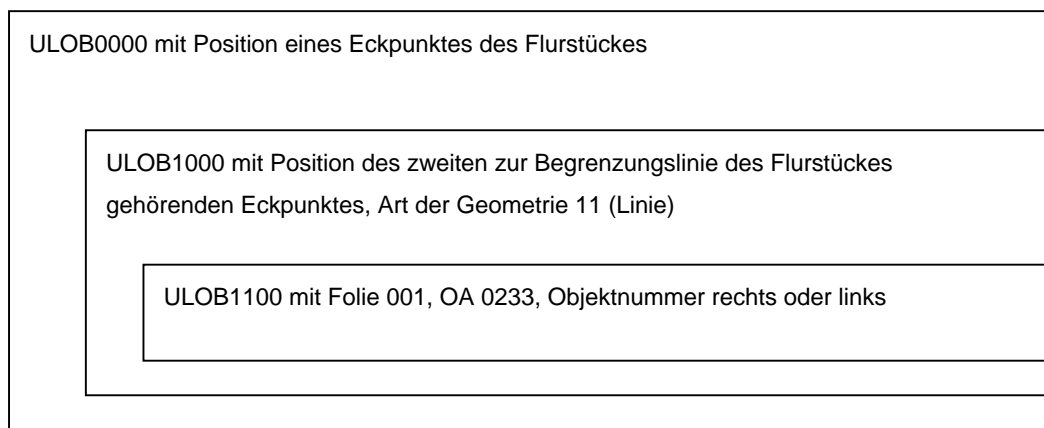 ULOB0000 mit Position eines Eckpunktes des Flurstückes
ULOB1000 mit Position des zweiten zur Begrenzungslinie des Flurstückes
gehörenden Eckpunktes, Art der Geometrie 11 (Linie)
ULOB1100 mit Folie 001, OA 0233, Objektnummer rechts oder links